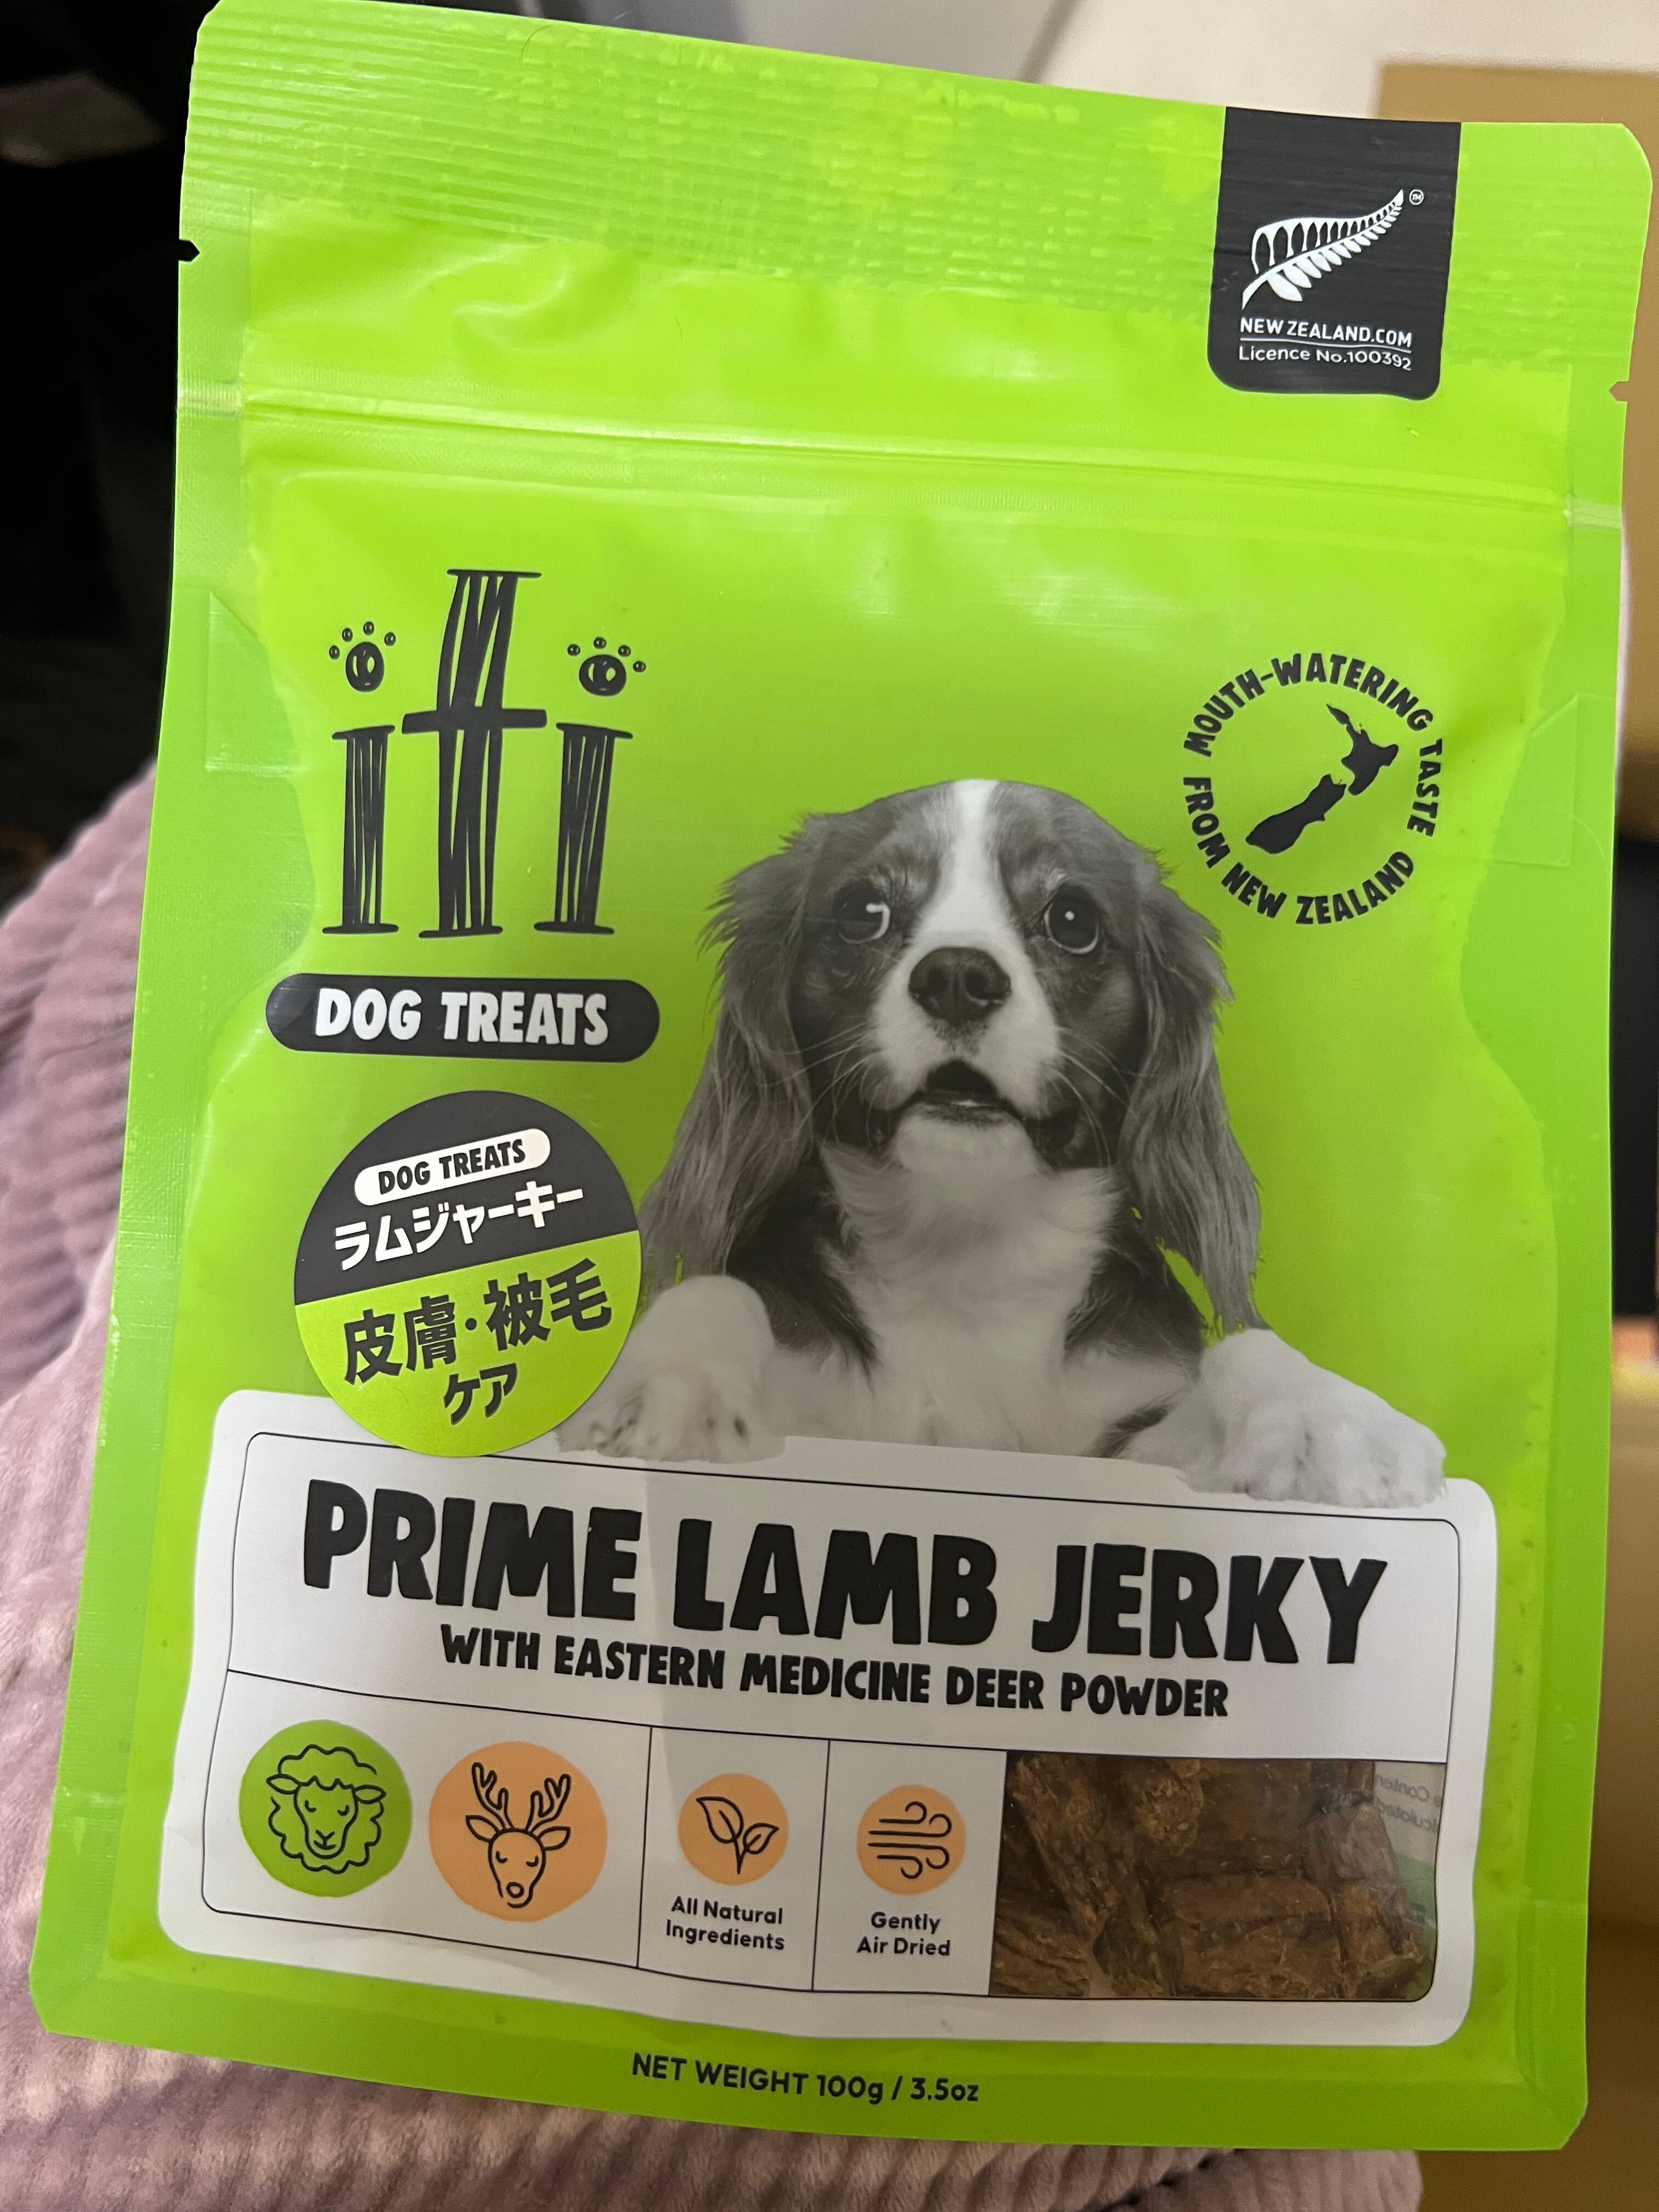 NEW ZEALAND.COM
Licence No.100392
iti
DOG TREATS
MOUTH-WATERING TASTE
FROM NEW ZEALAND
DOG TREATS
ラムジャーキー
皮膚・被毛
ケア
PRIME LAMB JERKY
WITH EASTERN MEDICINE DEER POWDER
All Natural
Ingredients
Gently
Air Dried
NET WEIGHT 100g / 3.5oz